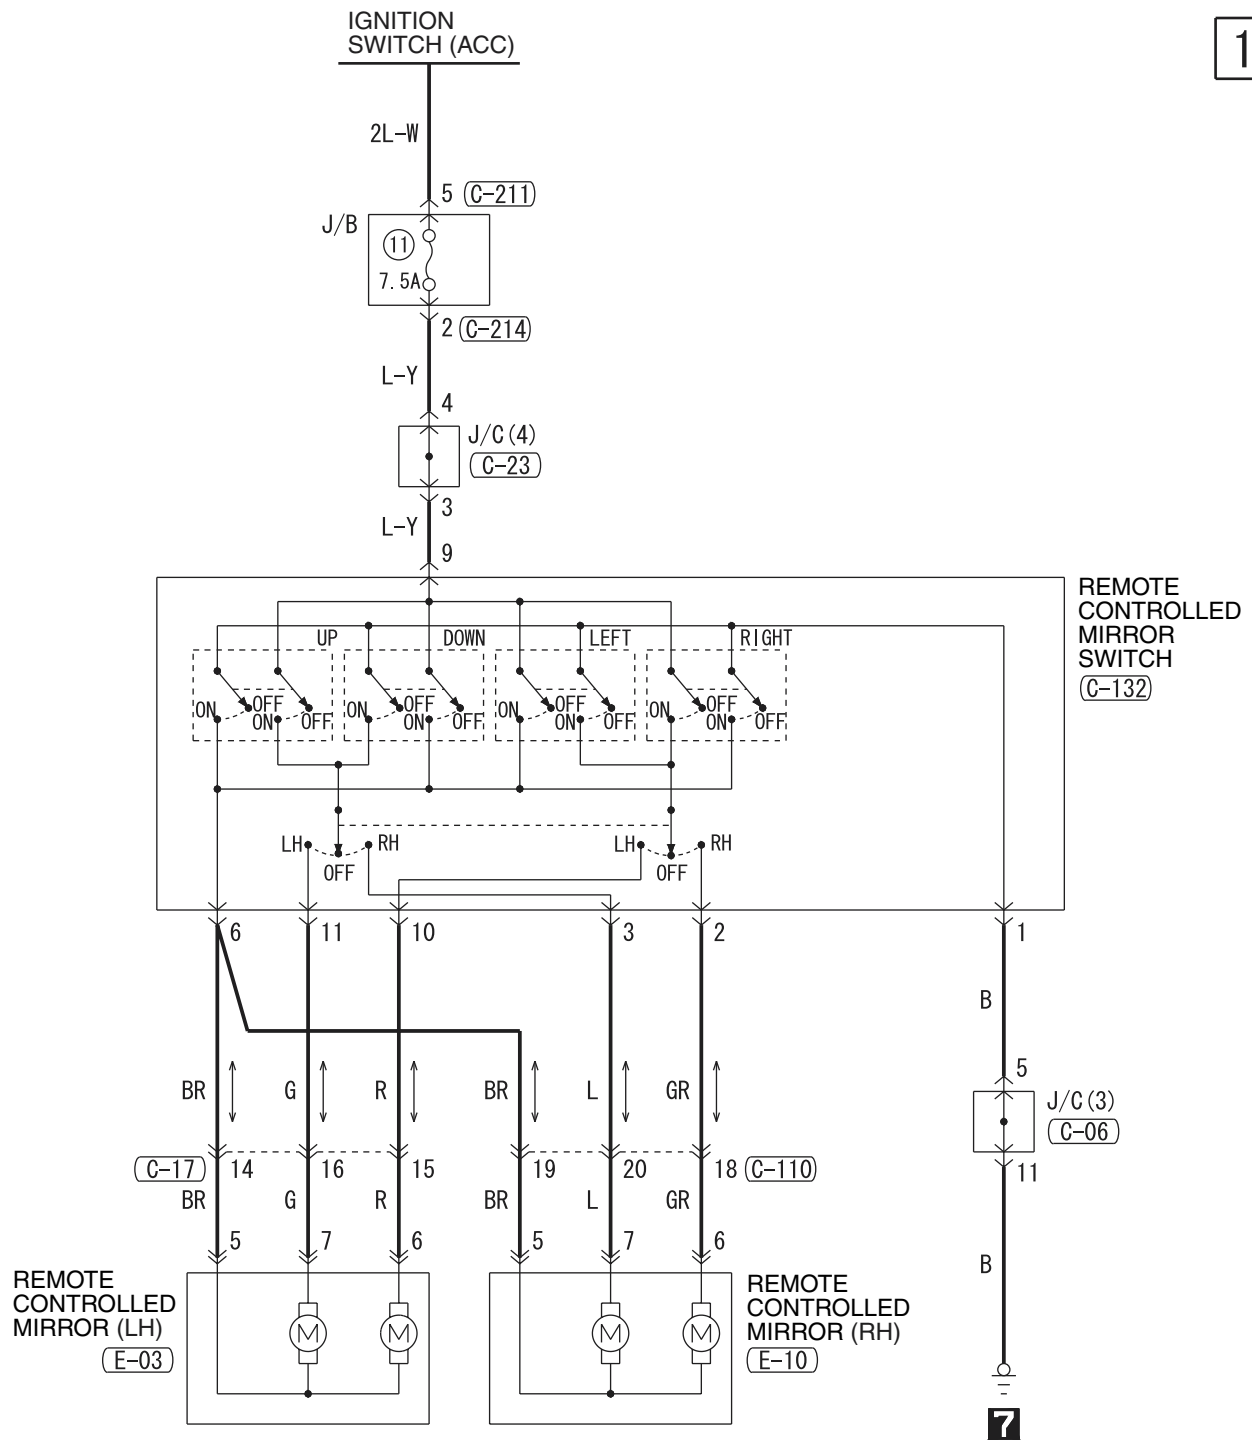 IGNITION
SWITCH (ACC)
1
2L-W
5 C-211
J/B
11
7.5A
2 C-214
L-Y
4
J/C(4)
C-23
3
L-Y
9
REMOTE
CONTROLLED
MIRROR
SWITCH
C-132
UP DOWN LEFT RIGHT
ON OFF ON OFF ON OFF ON OFF
ON OFF ON OFF ON OFF ON OFF
LH RH LH RH
OFF OFF
6 11 10 3 2 1
B
5
J/C(3)
C-06
11
BR G R BR L GR
C-17 14 16 15 19 20 18 C-110
BR G R BR L GR
5 7 6 5 7 6
B
REMOTE
CONTROLLED
MIRROR (LH)
E-03
M M M M
REMOTE
CONTROLLED
MIRROR (RH)
E-10
7